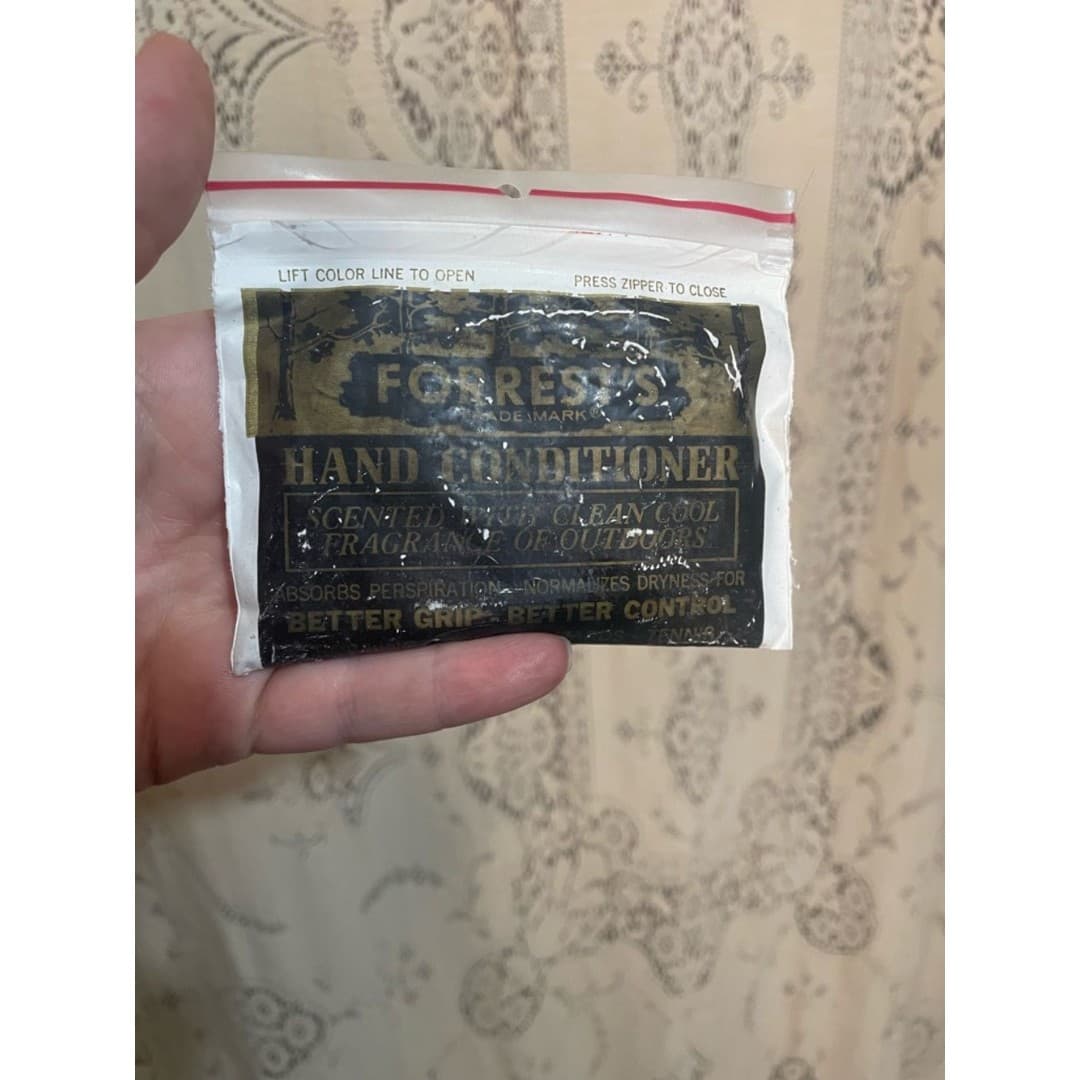 LIFT COLOR LINE TO OPEN PRESS ZIPPER TO CLOSE
FORREST'S
TRADE MARK ®
HAND CONDITIONER
SCENTED WITH CLEAN COOL
FRAGRANCE OF OUTDOORS
ABSORBS PERSPIRATION - NORMALIZES DRYNESS FOR
BETTER GRIP - BETTER CONTROL
TENNIS